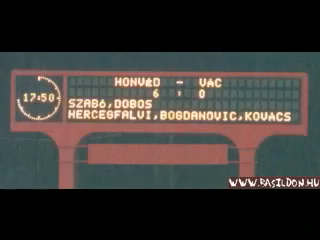 HONVÉD - VAC
6 : 0
17:50
SZABó,DOBOS
HERCEGFALVI,BOGDANOVIC,KOVACS
WWW.BASILDON.HU